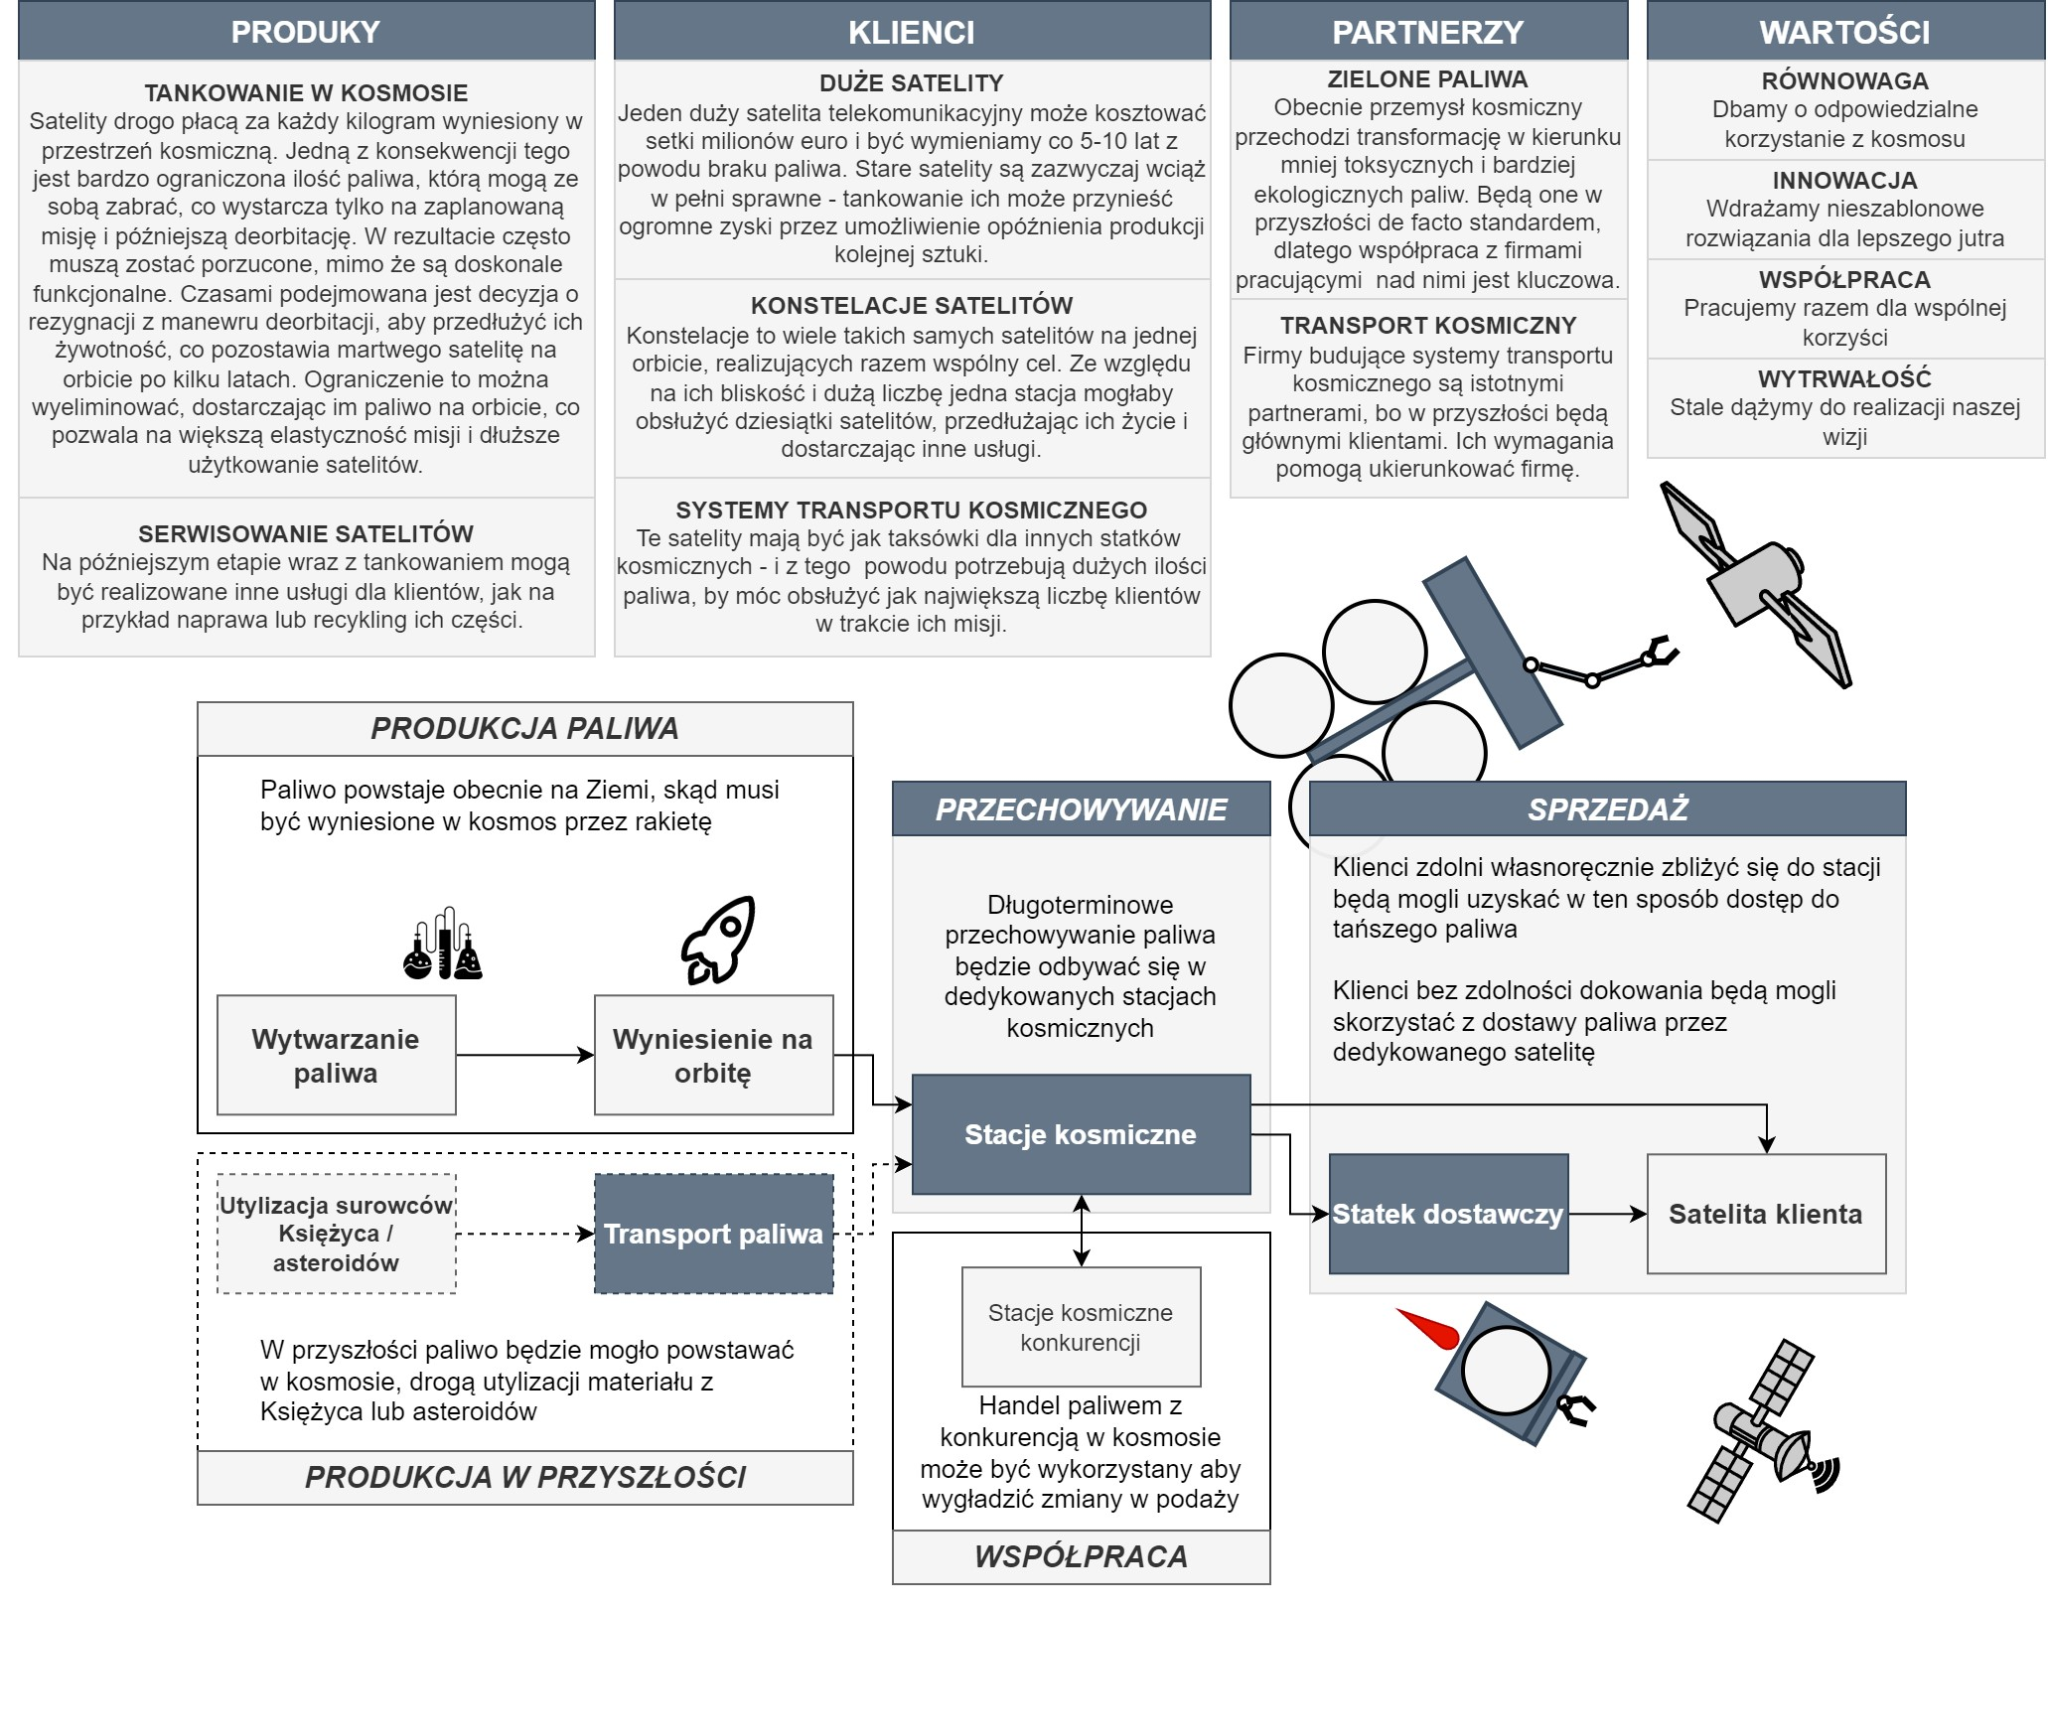 PRODUKY
TANKOWANIE W KOSMOSIE
Satelity drogo płacą za każdy kilogram wyniesiony w
przestrzeń kosmiczną. Jedną z konsekwencji tego
jest bardzo ograniczona ilość paliwa, którą mogą ze
sobą zabrać, co wystarcza tylko na zaplanowaną
misję i późniejszą deorbitację. W rezultacie często
muszą zostać porzucone, mimo że są doskonale
funkcjonalne. Czasami podejmowana jest decyzja o
rezygnacji z manewru deorbitacji, aby przedłużyć ich
żywotność, co pozostawia martwego satelitę na
orbicie po kilku latach. Ograniczenie to można
wyeliminować, dostarczając im paliwo na orbicie, co
pozwala na większą elastyczność misji i dłuższe
użytkowanie satelitów.
SERWISOWANIE SATELITÓW
Na późniejszym etapie wraz z tankowaniem mogą
być realizowane inne usługi dla klientów, jak na
przykład naprawa lub recykling ich części.
KLIENCI
DUŻE SATELITY
Jeden duży satelita telekomunikacyjny może kosztować
setki milionów euro i być wymieniamy co 5-10 lat z
powodu braku paliwa. Stare satelity są zazwyczaj wciąż
w pełni sprawne - tankowanie ich może przynieść
ogromne zyski przez umożliwienie opóźnienia produkcji
kolejnej sztuki.
KONSTELACJE SATELITÓW
Konstelacje to wiele takich samych satelitów na jednej
orbicie, realizujących razem wspólny cel. Ze względu
na ich bliskość i dużą liczbę jedna stacja mogłaby
obsłużyć dziesiątki satelitów, przedłużając ich życie i
dostarczając inne usługi.
SYSTEMY TRANSPORTU KOSMICZNEGO
Te satelity mają być jak taksówki dla innych statków
kosmicznych - i z tego  powodu potrzebują dużych ilości
paliwa, by móc obsłużyć jak największą liczbę klientów
w trakcie ich misji.
PARTNERZY
ZIELONE PALIWA
Obecnie przemysł kosmiczny
przechodzi transformację w kierunku
mniej toksycznych i bardziej
ekologicznych paliw. Będą one w
przyszłości de facto standardem,
dlatego współpraca z firmami
pracującymi  nad nimi jest kluczowa.
TRANSPORT KOSMICZNY
Firmy budujące systemy transportu
kosmicznego są istotnymi
partnerami, bo w przyszłości będą
głównymi klientami. Ich wymagania
pomogą ukierunkować firmę.
WARTOŚCI
RÓWNOWAGA
Dbamy o odpowiedzialne
korzystanie z kosmosu
INNOWACJA
Wdrażamy nieszablonowe
rozwiązania dla lepszego jutra
WSPÓŁPRACA
Pracujemy razem dla wspólnej
korzyści
WYTRWAŁOŚĆ
Stale dążymy do realizacji naszej
wizji
PRODUKCJA PALIWA
Paliwo powstaje obecnie na Ziemi, skąd musi
być wyniesione w kosmos przez rakietę
Wytwarzanie
paliwa
Wyniesienie na
orbitę
Utylizacja surowców
Księżyca /
asteroidów
Transport paliwa
W przyszłości paliwo będzie mogło powstawać
w kosmosie, drogą utylizacji materiału z
Księżyca lub asteroidów
PRODUKCJA W PRZYSZŁOŚCI
PRZECHOWYWANIE
Długoterminowe
przechowywanie paliwa
będzie odbywać się w
dedykowanych stacjach
kosmicznych
Stacje kosmiczne
Stacje kosmiczne
konkurencji
Handel paliwem z
konkurencją w kosmosie
może być wykorzystany aby
wygładzić zmiany w podaży
WSPÓŁPRACA
SPRZEDAŻ
Klienci zdolni własnoręcznie zbliżyć się do stacji
będą mogli uzyskać w ten sposób dostęp do
tańszego paliwa
Klienci bez zdolności dokowania będą mogli
skorzystać z dostawy paliwa przez
dedykowanego satelitę
Statek dostawczy
Satelita klienta